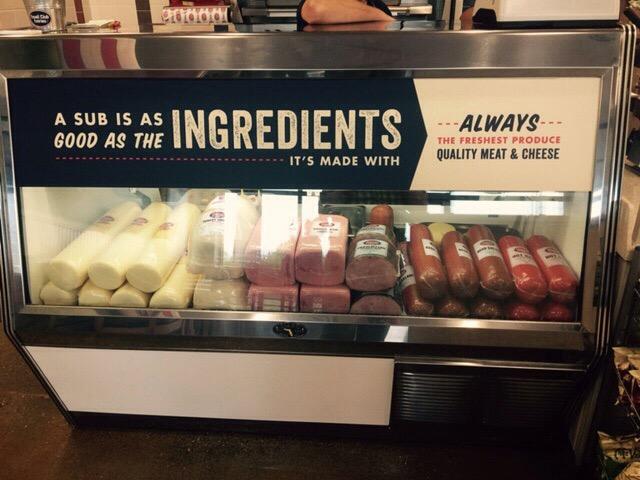 A SUB IS AS
GOOD AS THE
INGREDIENTS
IT'S MADE WITH
ALWAYS
THE FRESHEST PRODUCE
QUALITY MEAT & CHEESE